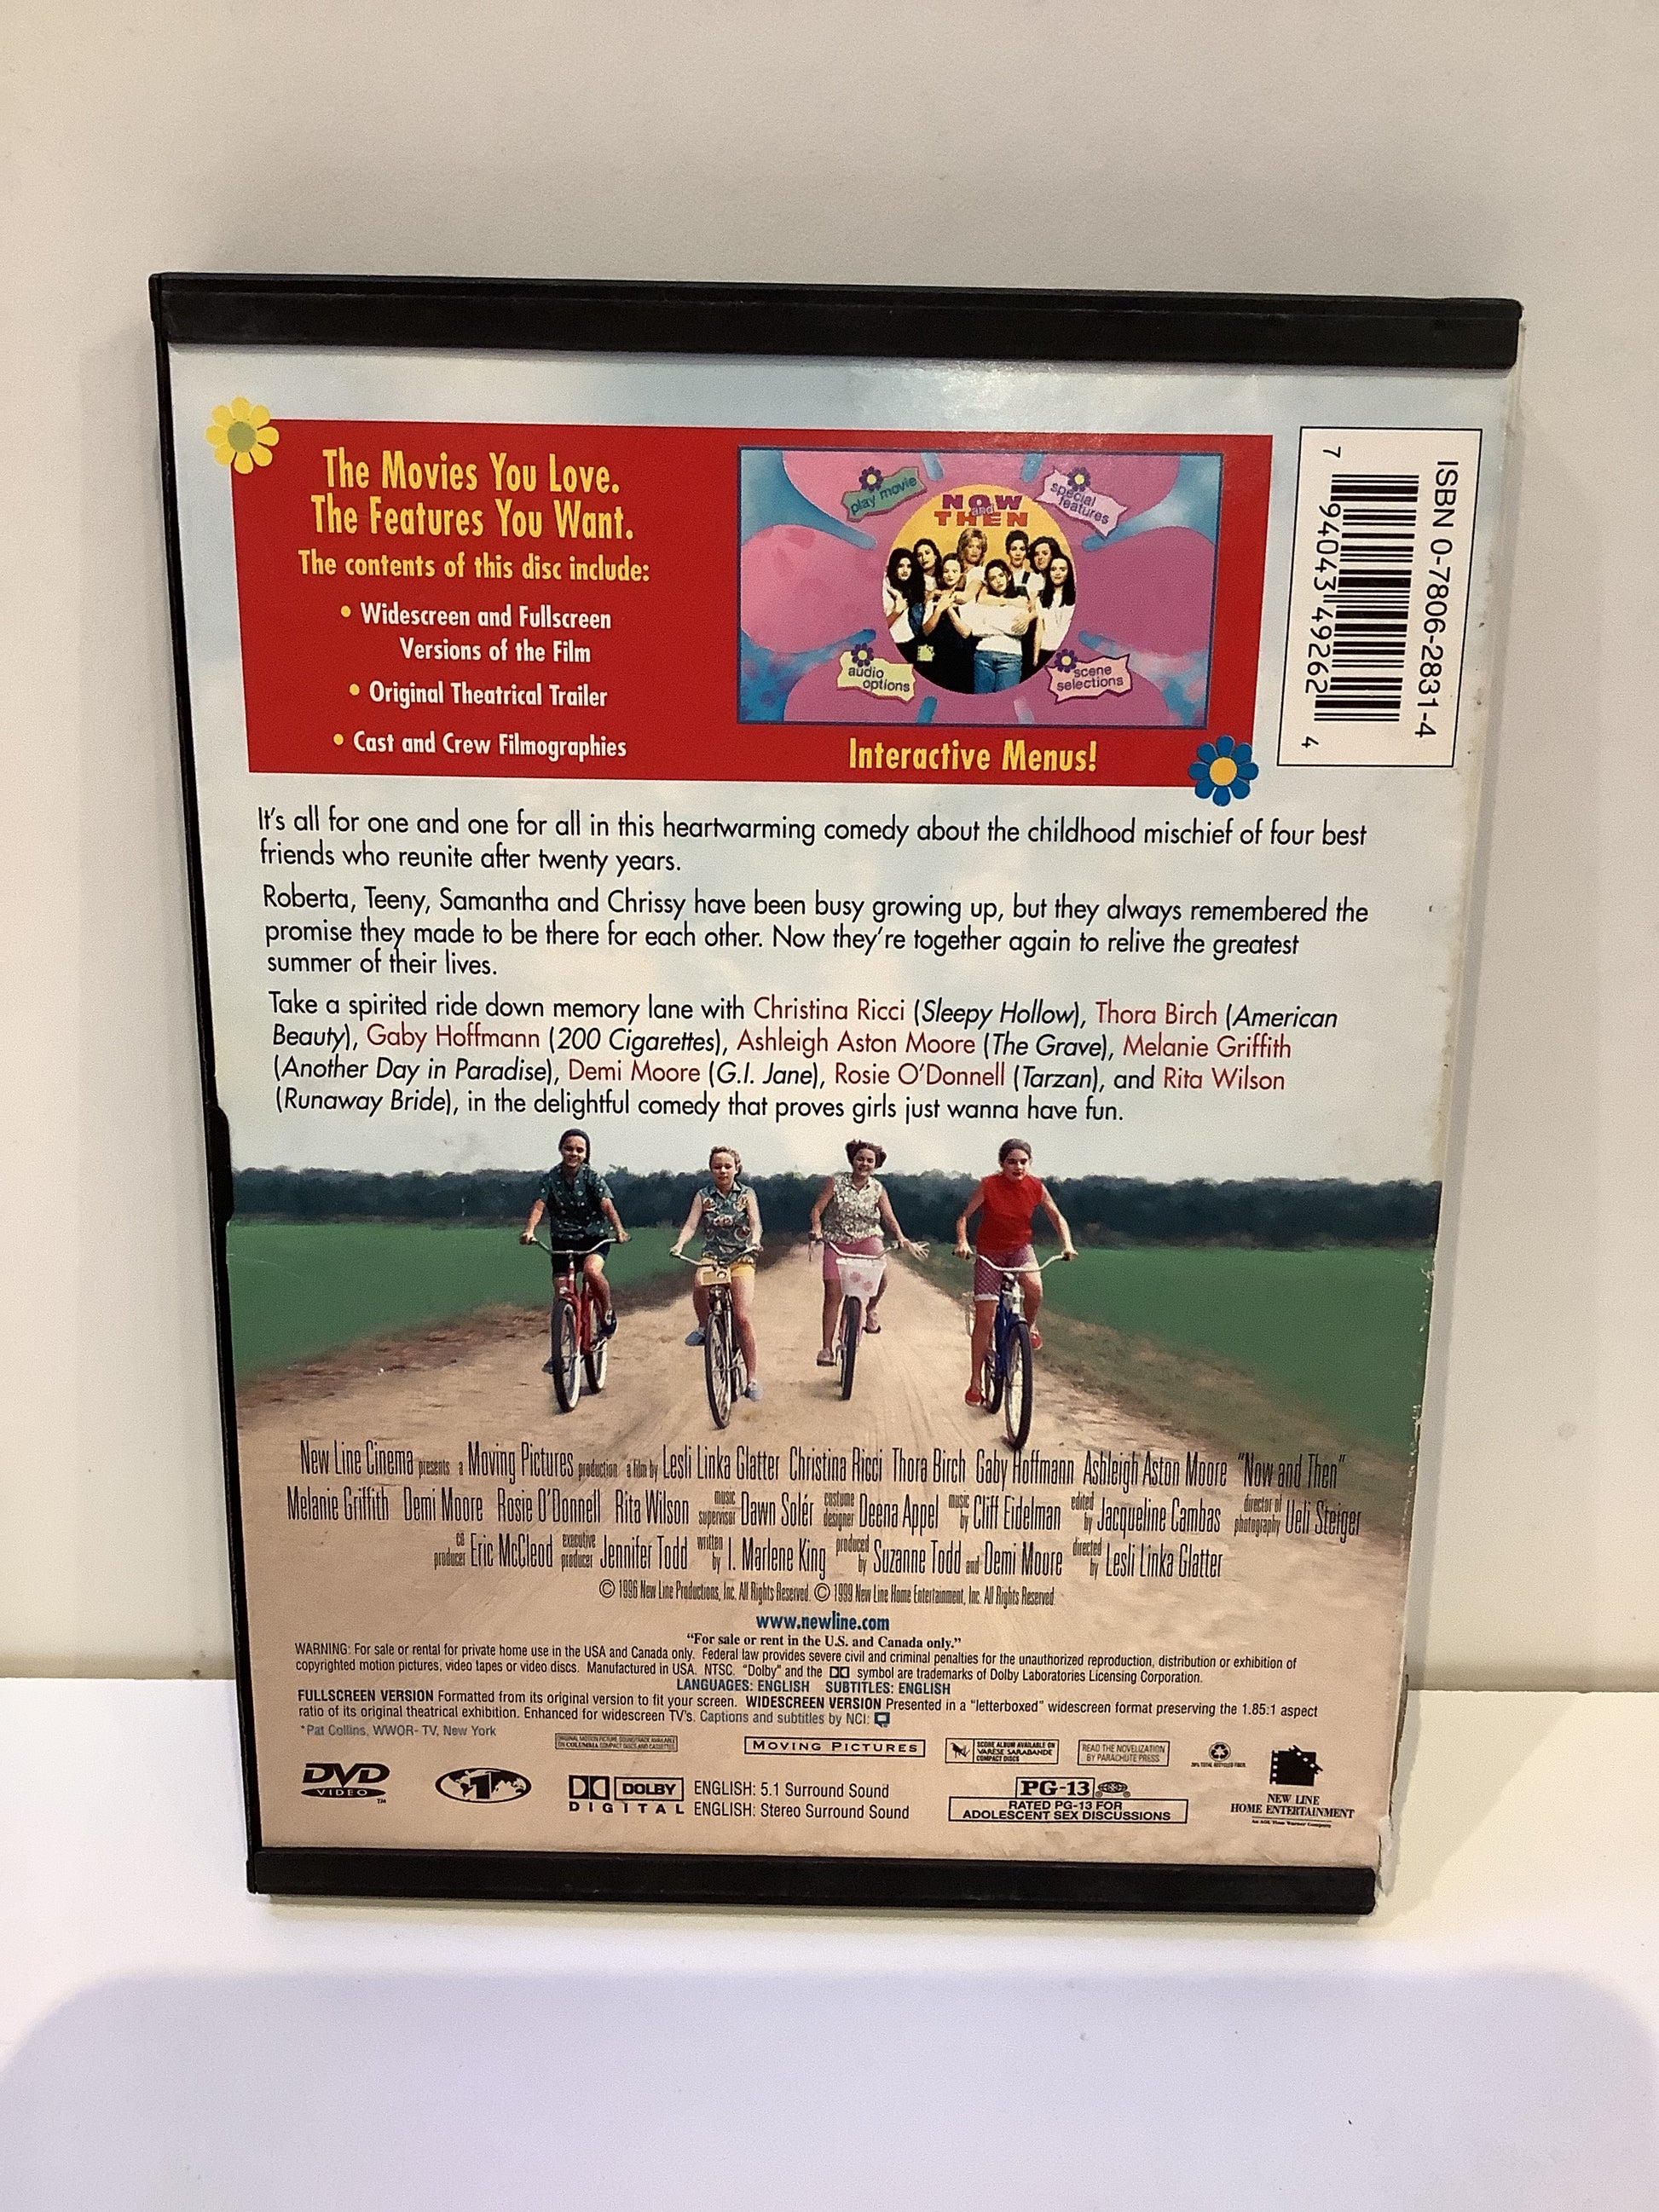 The Movies You Love.
The Features You Want.
The contents of this disc include:
• Widescreen and Fullscreen
Versions of the Film
• Original Theatrical Trailer
• Cast and Crew Filmographies
play movie
special
features
NOW
and
THEN
audio
options
scene
selections
Interactive Menus!
ISBN 0-7806-2831-4
7 94043 49262 4
It's all for one and one for all in this heartwarming comedy about the childhood mischief of four best
friends who reunite after twenty years.
Roberta, Teeny, Samantha and Chrissy have been busy growing up, but they always remembered the
promise they made to be there for each other. Now they're together again to relive the greatest
summer of their lives.
Take a spirited ride down memory lane with Christina Ricci (Sleepy Hollow), Thora Birch (American
Beauty), Gaby Hoffmann (200 Cigarettes), Ashleigh Aston Moore (The Grave), Melanie Griffith
(Another Day in Paradise), Demi Moore (G.I. Jane), Rosie O'Donnell (Tarzan), and Rita Wilson
(Runaway Bride), in the delightful comedy that proves girls just wanna have fun.
New Line Cinema presents a Moving Pictures production a film by Lesli Linka Glatter Christina Ricci Thora Birch Gaby Hoffmann Ashleigh Aston Moore "Now and Then"
Melanie Griffith Demi Moore Rosie O'Donnell Rita Wilson music supervisor Dawn Solér costume designer Deena Appel music by Cliff Eidelman edited by Jacqueline Cambas director of photography Ueli Steiger
co producer Eric McCleod executive producer Jennifer Todd written by I. Marlene King produced by Suzanne Todd and Demi Moore directed by Lesli Linka Glatter
© 1996 New Line Productions, Inc. All Rights Reserved. © 1999 New Line Home Entertainment, Inc. All Rights Reserved.
www.newline.com
"For sale or rent in the U.S. and Canada only."
WARNING: For sale or rental for private home use in the USA and Canada only. Federal law provides severe civil and criminal penalties for the unauthorized reproduction, distribution or exhibition of
copyrighted motion pictures, video tapes or video discs. Manufactured in USA. NTSC. "Dolby" and the symbol are trademarks of Dolby Laboratories Licensing Corporation.
LANGUAGES: ENGLISH SUBTITLES: ENGLISH
FULLSCREEN VERSION Formatted from its original version to fit your screen. WIDESCREEN VERSION Presented in a "letterboxed" widescreen format preserving the 1.85:1 aspect
ratio of its original theatrical exhibition. Enhanced for widescreen TV's. Captions and subtitles by NCI:
*Pat Collins, WWOR- TV, New York
ORIGINAL MOTION PICTURE SOUNDTRACK AVAILABLE
ON COLUMBIA COMPACT DISCS AND CASSETTES
MOVING PICTURES
SCORE ALBUM AVAILABLE ON
VARÈSE SARABANDE
COMPACT DISCS
READ THE NOVELIZATION
BY PARACHUTE PRESS
DVD
VIDEO
TM
1
DOLBY
DIGITAL
ENGLISH: 5.1 Surround Sound
ENGLISH: Stereo Surround Sound
PG-13
RATED PG-13 FOR
ADOLESCENT SEX DISCUSSIONS
NEW LINE
HOME ENTERTAINMENT